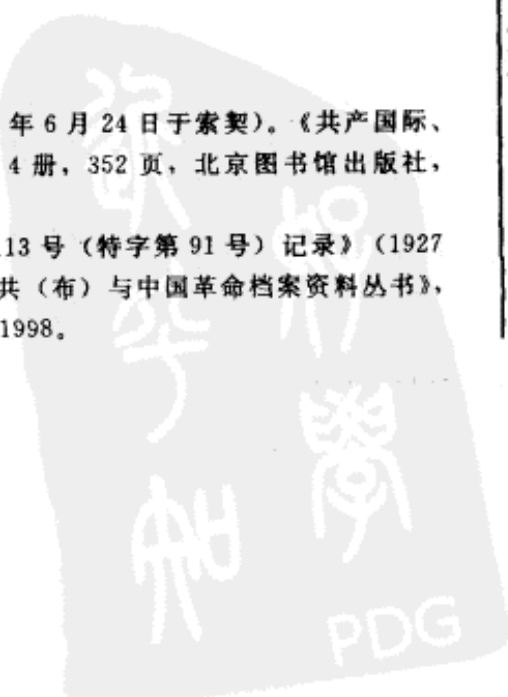 年 6 月 24 日于索契)。《共产国际、
4 册，352 页，北京图书馆出版社，
113 号（特字第 91 号）记录》（1927
共（布）与中国革命档案资料丛书》，
1998。
PDG